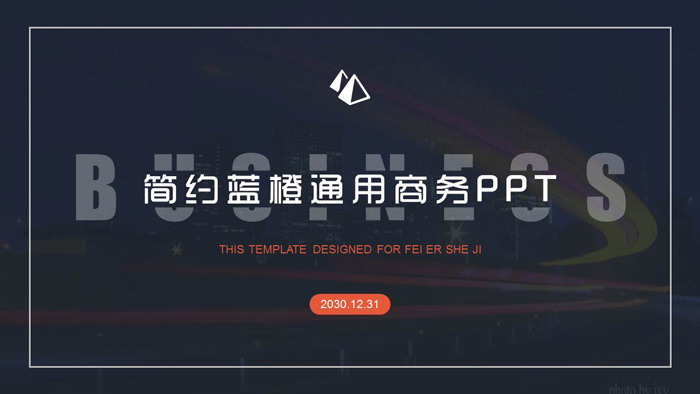 BUSINESS
简约蓝橙通用商务PPT
THIS TEMPLATE DESIGNED FOR FEI ER SHE JI
2030.12.31